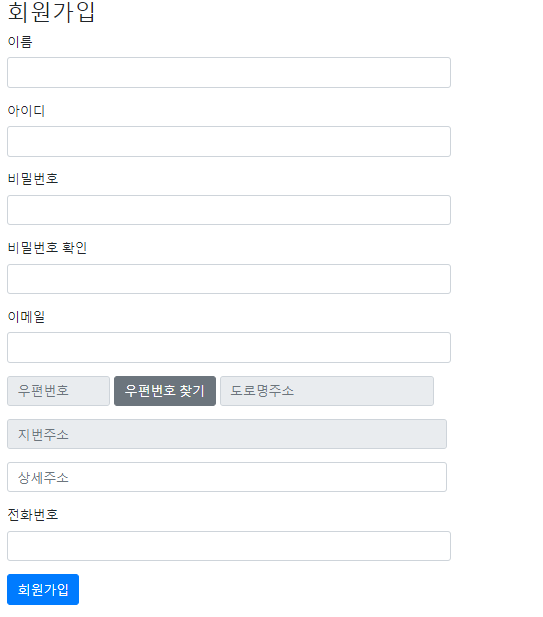 회원가입
이름
아이디
비밀번호
비밀번호 확인
이메일
우편번호 우편번호 찾기 도로명주소
지번주소
상세주소
전화번호
회원가입